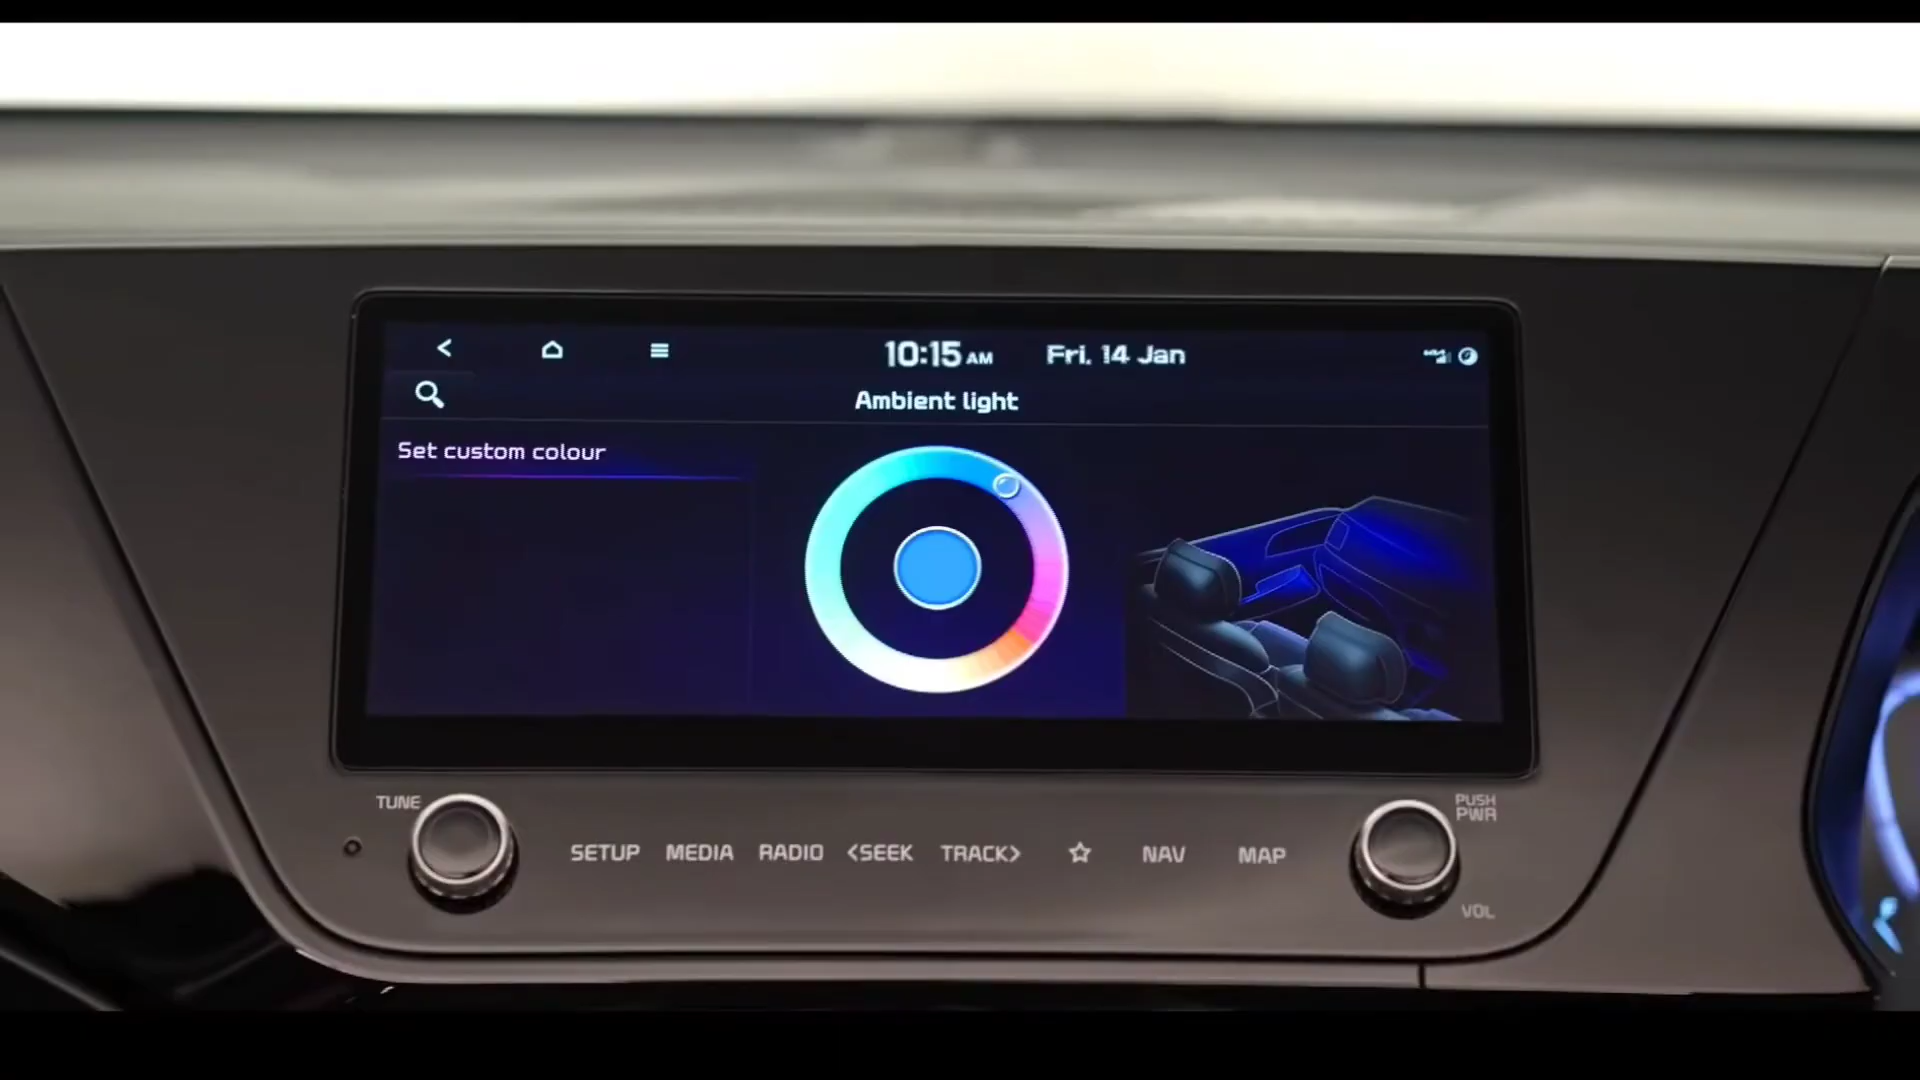 10:15 AM Fri. 14 Jan
Ambient light
Set custom colour
TUNE
PUSH
PWR
SETUP MEDIA RADIO <SEEK TRACK> NAV MAP
VOL